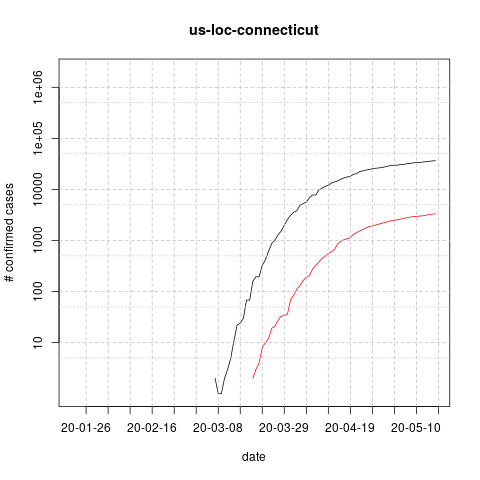 us-loc-connecticut
# confirmed cases
1e+06
1e+05
10000
1000
100
10
20-01-26 20-02-16 20-03-08 20-03-29 20-04-19 20-05-10
date